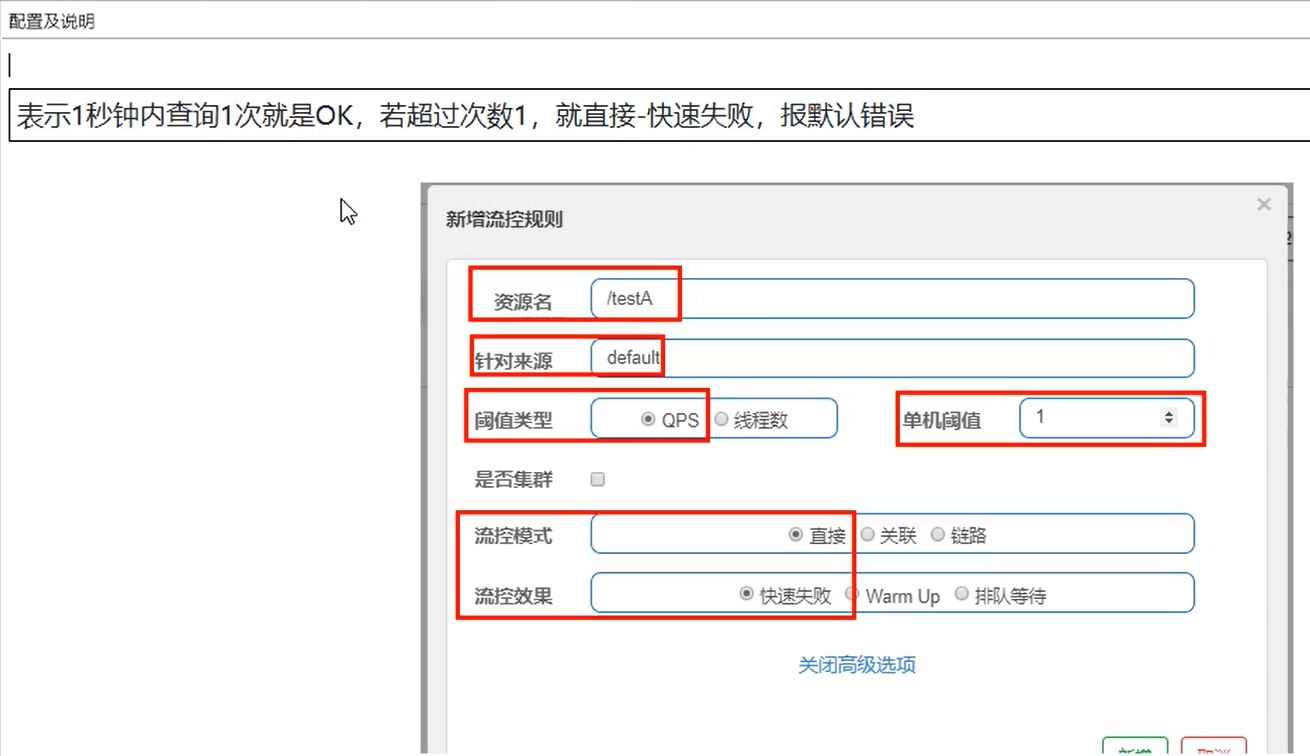 配置及说明
表示1秒钟内查询1次就是OK，若超过次数1，就直接-快速失败，报默认错误
新增流控规则 ×
资源名 /testA
针对来源 default
阈值类型 QPS 线程数 单机阈值 1
是否集群
流控模式 直接 关联 链路
流控效果 快速失败 Warm Up 排队等待
关闭高级选项
新增 取消